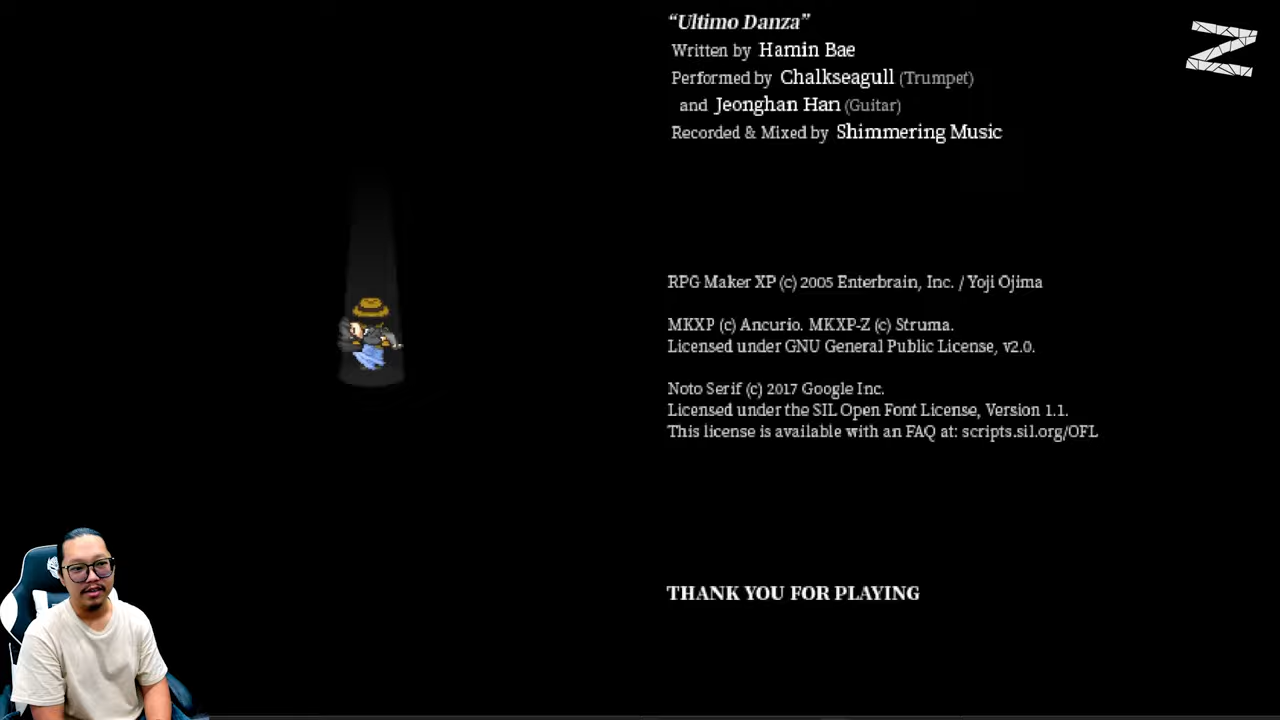 “Ultimo Danza”
Written by Hamin Bae
Performed by Chalkseagull (Trumpet)
and Jeonghan Han (Guitar)
Recorded & Mixed by Shimmering Music
RPG Maker XP (c) 2005 Enterbrain, Inc. / Yoji Ojima
MKXP (c) Ancurio. MKXP-Z (c) Struma.
Licensed under GNU General Public License, v2.0.
Noto Serif (c) 2017 Google Inc.
Licensed under the SIL Open Font License, Version 1.1.
This license is available with an FAQ at: scripts.sil.org/OFL
THANK YOU FOR PLAYING
Z